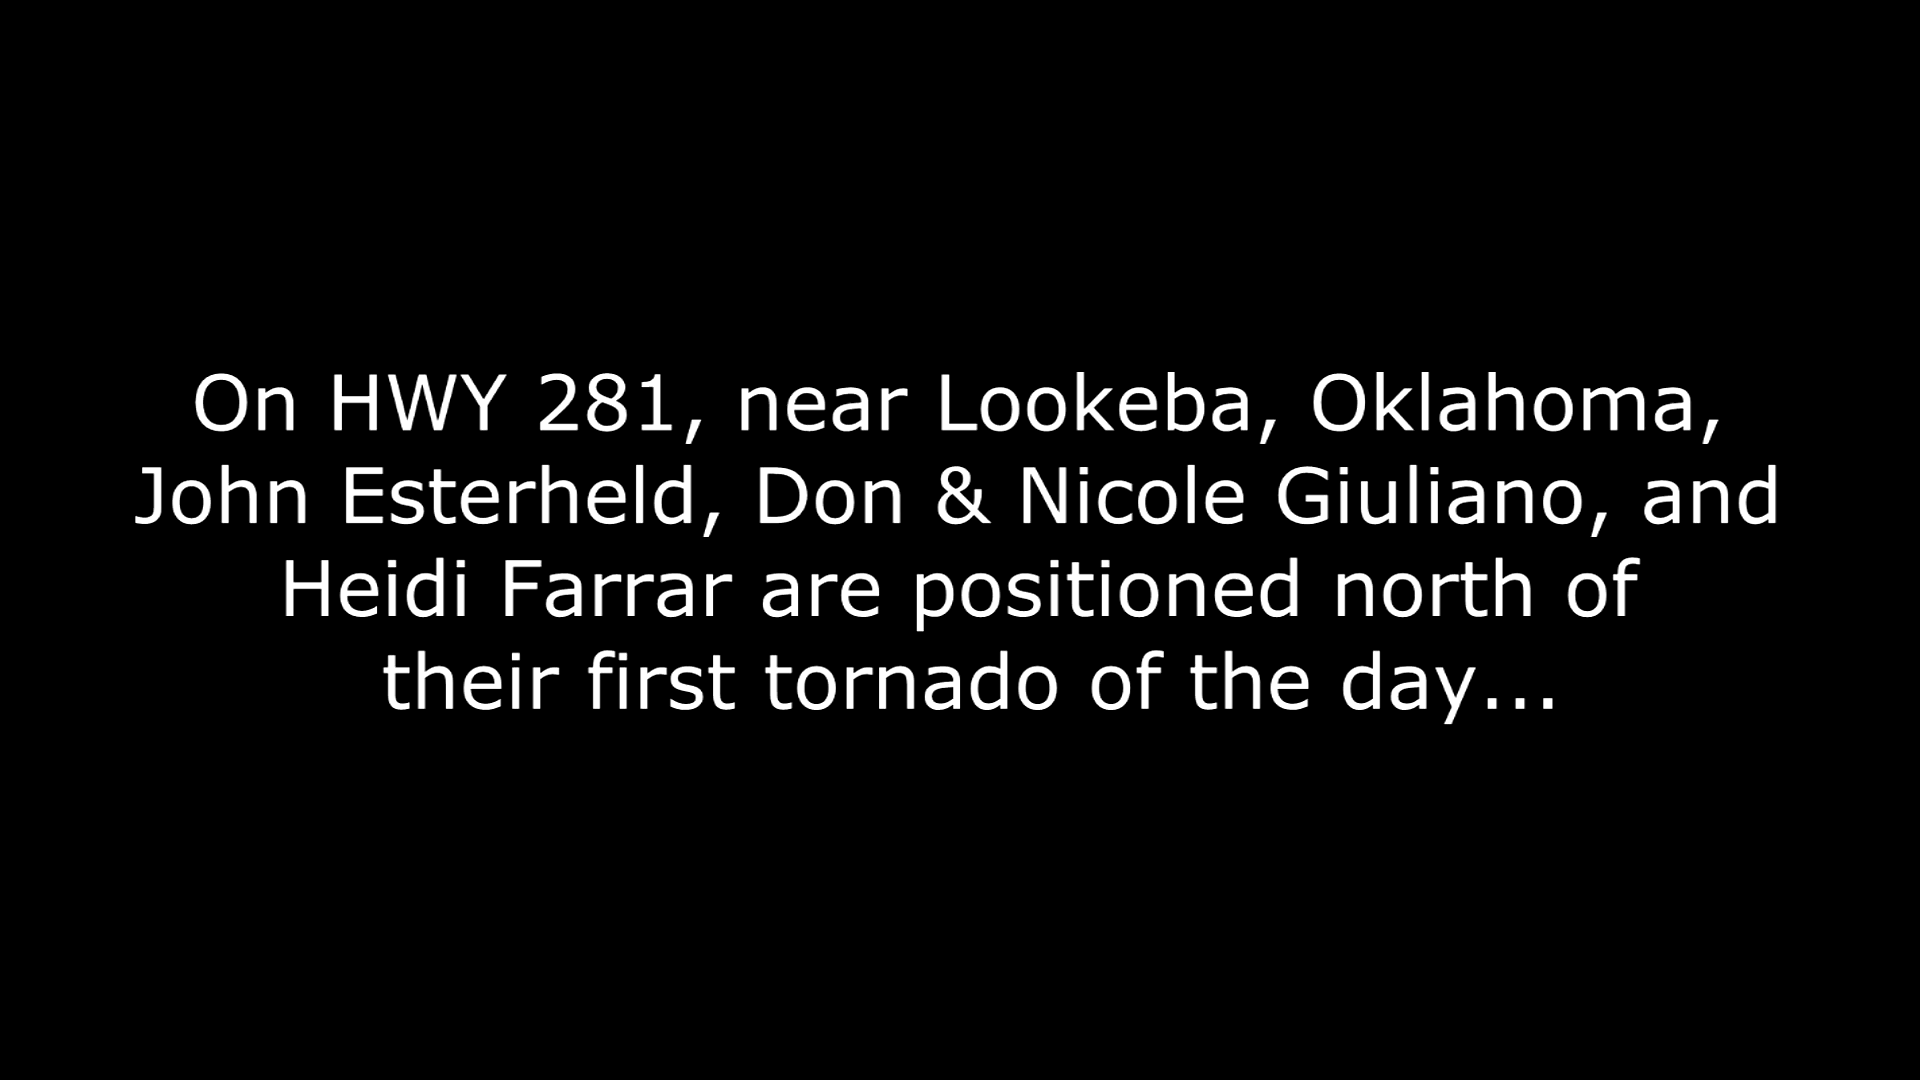 On HWY 281, near Lookeba, Oklahoma,
John Esterheld, Don & Nicole Giuliano, and
Heidi Farrar are positioned north of
their first tornado of the day...